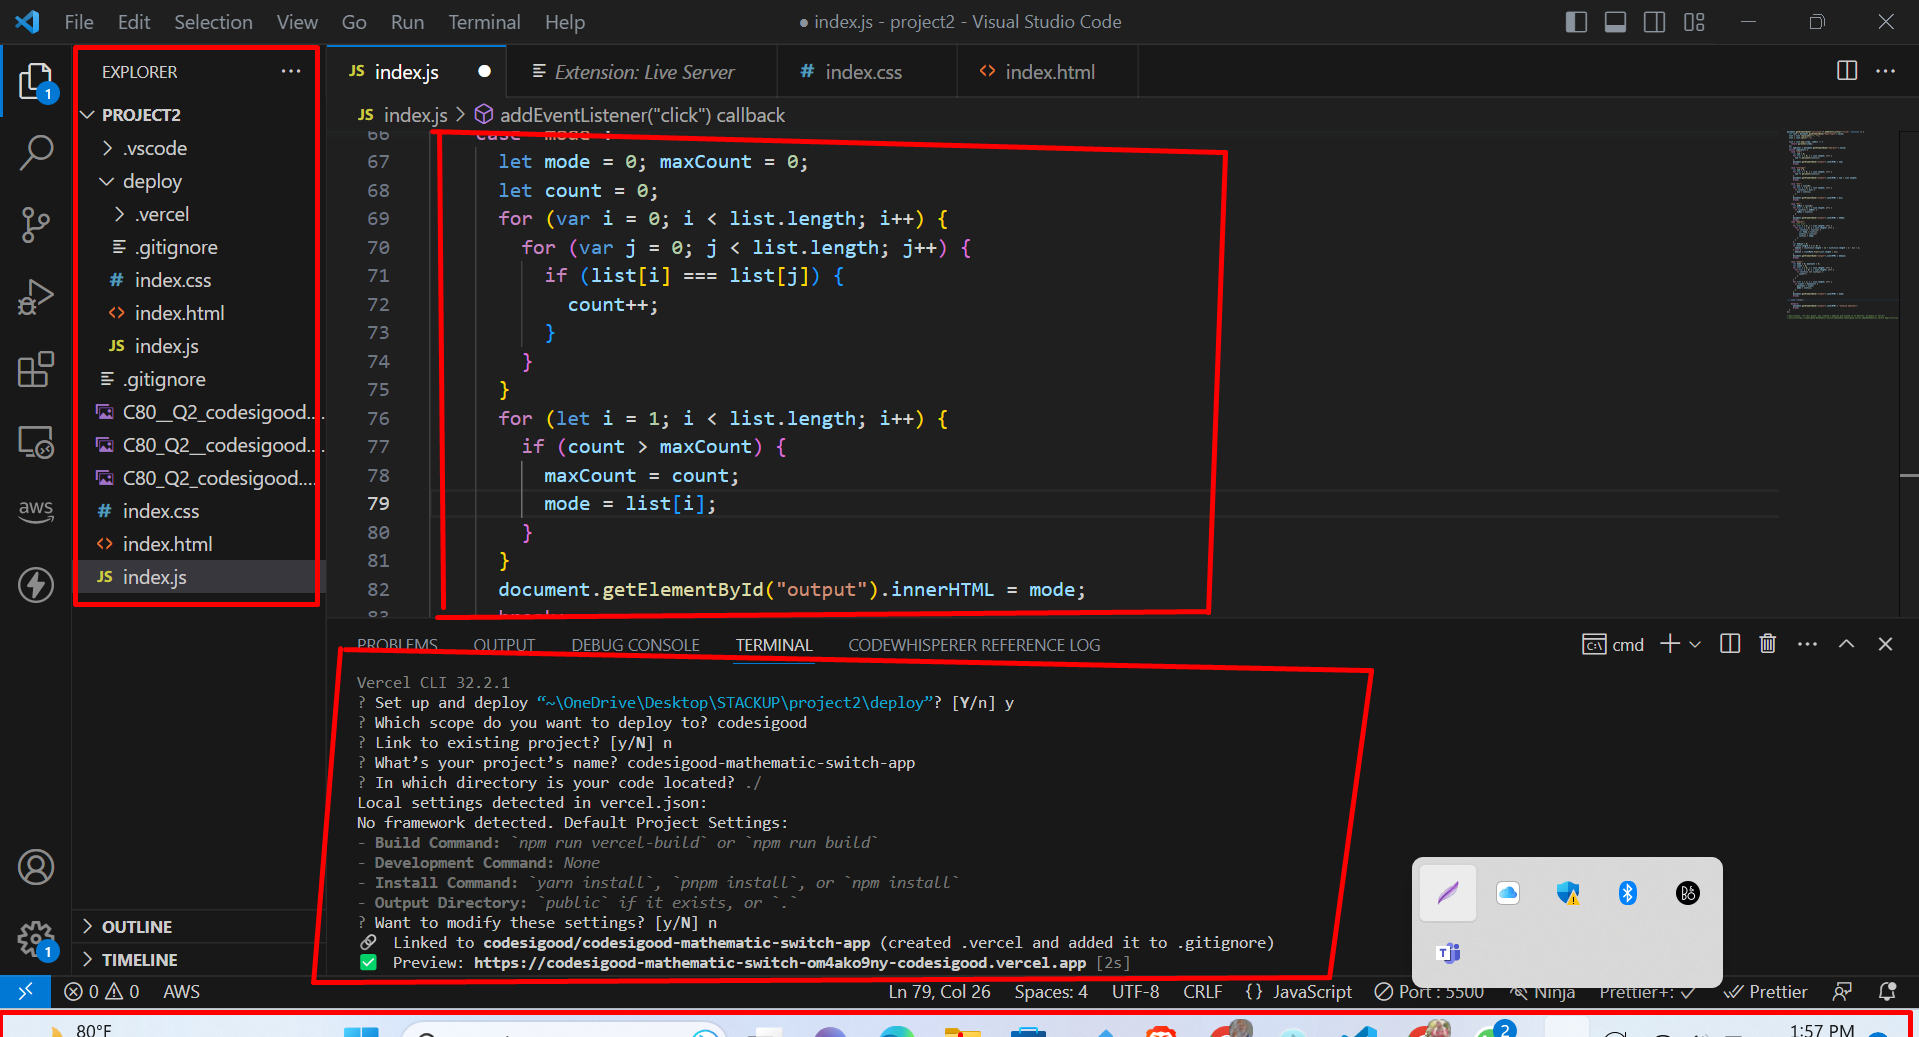 File Edit Selection View Go Run Terminal Help
● index.js - project2 - Visual Studio Code
EXPLORER
PROJECT2
.vscode
deploy
.vercel
.gitignore
index.css
index.html
index.js
.gitignore
C80__Q2_codesigood....
C80_Q2__codesigood....
C80_Q2_codesigood....
index.css
index.html
index.js
OUTLINE
TIMELINE
aws
1
1
JS index.js
Extension: Live Server
# index.css
<> index.html
JS index.js > addEventListener("click") callback
66
67 let mode = 0; maxCount = 0;
68 let count = 0;
69 for (var i = 0; i < list.length; i++) {
70 for (var j = 0; j < list.length; j++) {
71 if (list[i] === list[j]) {
72 count++;
73 }
74 }
75 }
76 for (let i = 1; i < list.length; i++) {
77 if (count > maxCount) {
78 maxCount = count;
79 mode = list[i];
80 }
81 }
82 document.getElementById("output").innerHTML = mode;
83
PROBLEMS OUTPUT DEBUG CONSOLE TERMINAL CODEWHISPERER REFERENCE LOG
cmd
Vercel CLI 32.2.1
? Set up and deploy “~\OneDrive\Desktop\STACKUP\project2\deploy”? [Y/n] y
? Which scope do you want to deploy to? codesigood
? Link to existing project? [y/N] n
? What’s your project’s name? codesigood-mathematic-switch-app
? In which directory is your code located? ./
Local settings detected in vercel.json:
No framework detected. Default Project Settings:
- Build Command: `npm run vercel-build` or `npm run build`
- Development Command: None
- Install Command: `yarn install`, `pnpm install`, or `npm install`
- Output Directory: `public` if it exists, or `.`
? Want to modify these settings? [y/N] n
Linked to codesigood/codesigood-mathematic-switch-app (created .vercel and added it to .gitignore)
Preview: https://codesigood-mathematic-switch-om4ako9ny-codesigood.vercel.app [2s]
0 0 AWS
Ln 79, Col 26 Spaces: 4 UTF-8 CRLF {} JavaScript Port : 5500 Ninja Prettier+: ✓ Prettier
80°F
2
1:57 PM